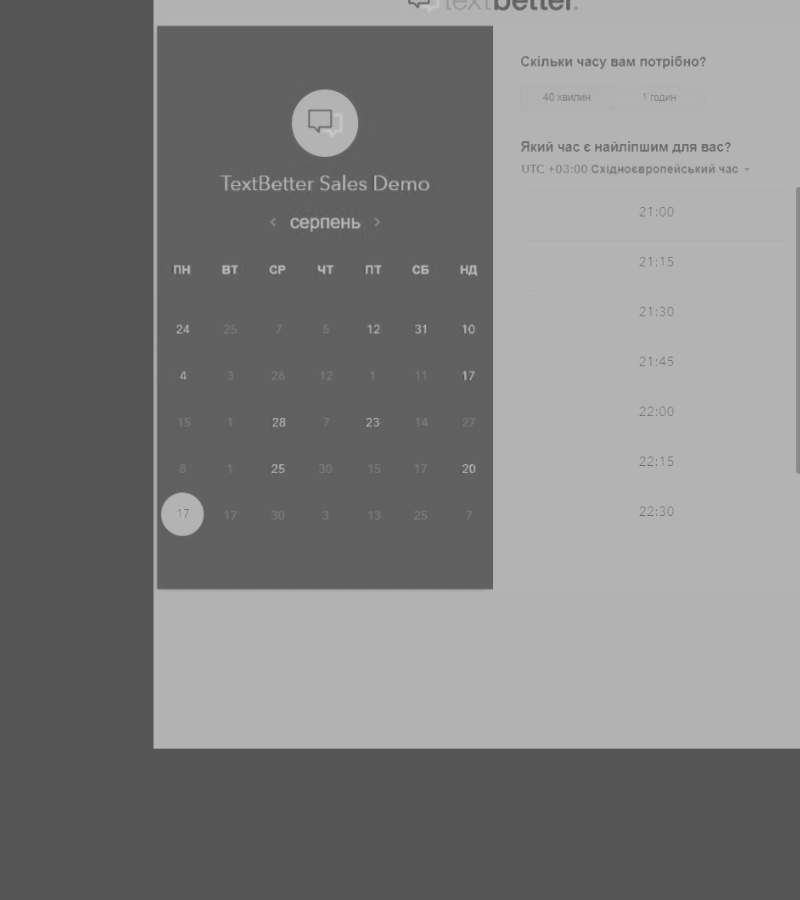 textbetter.
TextBetter Sales Demo
серпень
ПН ВТ СР ЧТ ПТ СБ НД
24 25 7 5 12 31 10
4 3 26 12 1 11 17
15 1 28 7 23 14 27
8 1 25 30 15 17 20
17 17 30 3 13 25 7
Скільки часу вам потрібно?
40 хвилин 1 годин
Який час є найліпшим для вас?
UTC +03:00 Східноєвропейський час
21:00
21:15
21:30
21:45
22:00
22:15
22:30